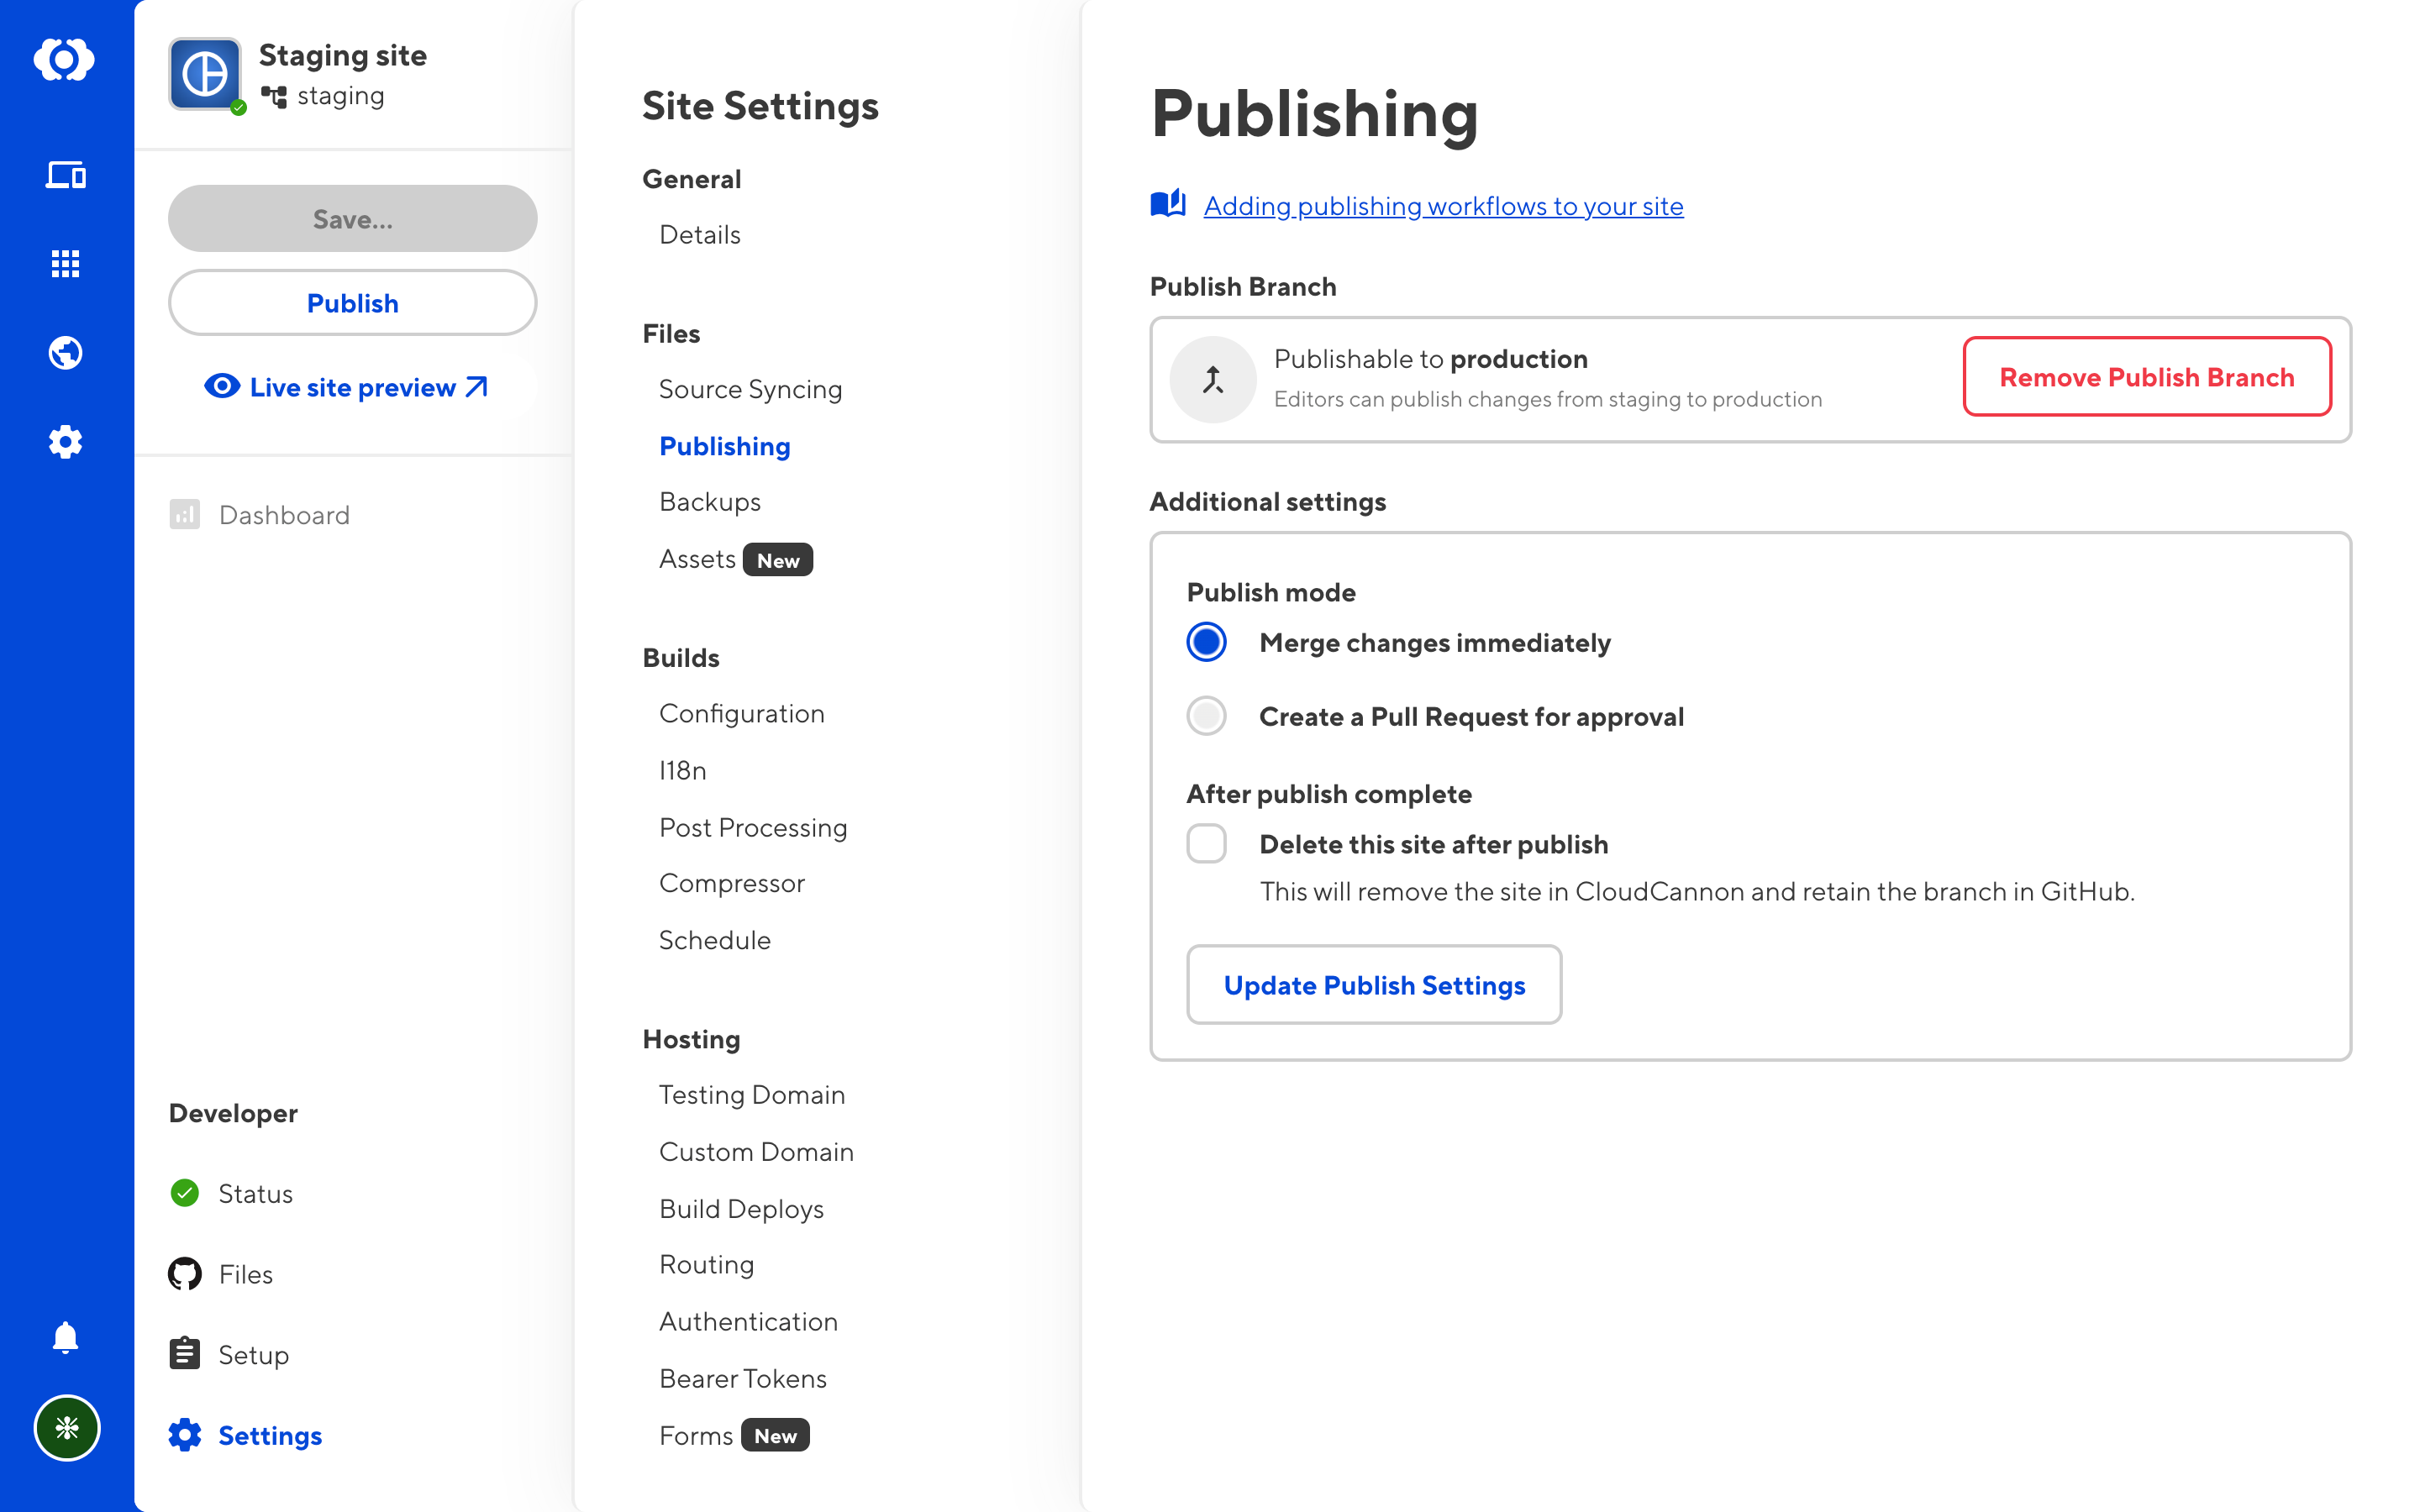 Staging site
staging
Save...
Publish
Live site preview
Dashboard
Developer
Status
Files
Setup
Settings
Site Settings
General
Details
Files
Source Syncing
Publishing
Backups
Assets New
Builds
Configuration
I18n
Post Processing
Compressor
Schedule
Hosting
Testing Domain
Custom Domain
Build Deploys
Routing
Authentication
Bearer Tokens
Forms New
Publishing
Adding publishing workflows to your site
Publish Branch
Publishable to production
Editors can publish changes from staging to production
Remove Publish Branch
Additional settings
Publish mode
Merge changes immediately
Create a Pull Request for approval
After publish complete
Delete this site after publish
This will remove the site in CloudCannon and retain the branch in GitHub.
Update Publish Settings